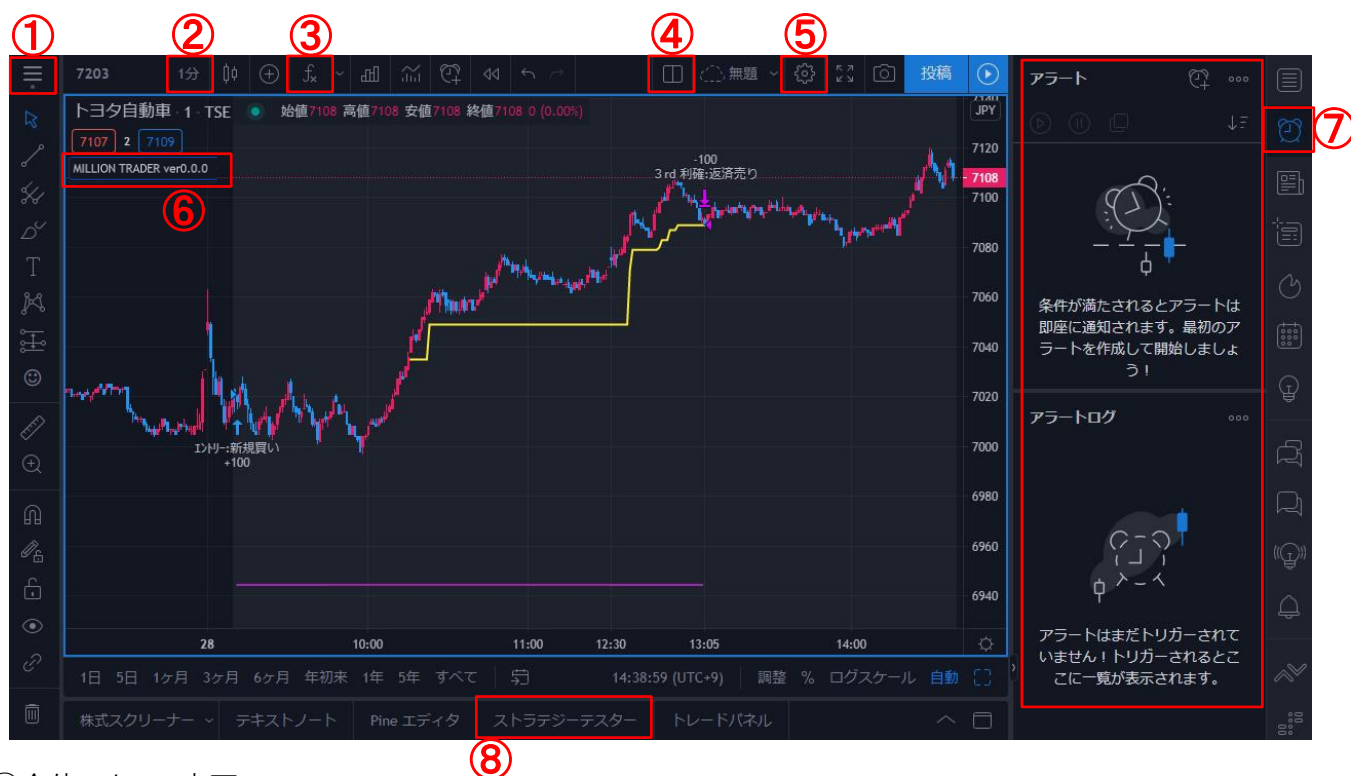 ① ② ③ ④ ⑤
7203 1分 無題 投稿
トヨタ自動車 · 1 · TSE 始値7108 高値7108 安値7108 終値7108 0 (0.00%)
7107 2 7109
MILLION TRADER ver0.0.0
⑥
-100
3 rd 利確:返済売り
ｴﾝﾄﾘｰ:新規買い
+100
JPY
7120
7108
7100
7080
7060
7040
7020
7000
6980
6960
6940
28 10:00 11:00 12:30 13:05 14:00
1日 5日 1ヶ月 3ヶ月 6ヶ月 年初来 1年 5年 すべて 14:38:59 (UTC+9) 調整 % ログスケール 自動
株式スクリーナー テキストノート Pine エディタ ストラテジーテスター トレードパネル
⑧
アラート
⑦
条件が満たされるとアラートは
即座に通知されます。最初のア
ラートを作成して開始しましょ
う！
アラートログ
アラートはまだトリガーされて
いません！トリガーされるとこ
こに一覧が表示されます。